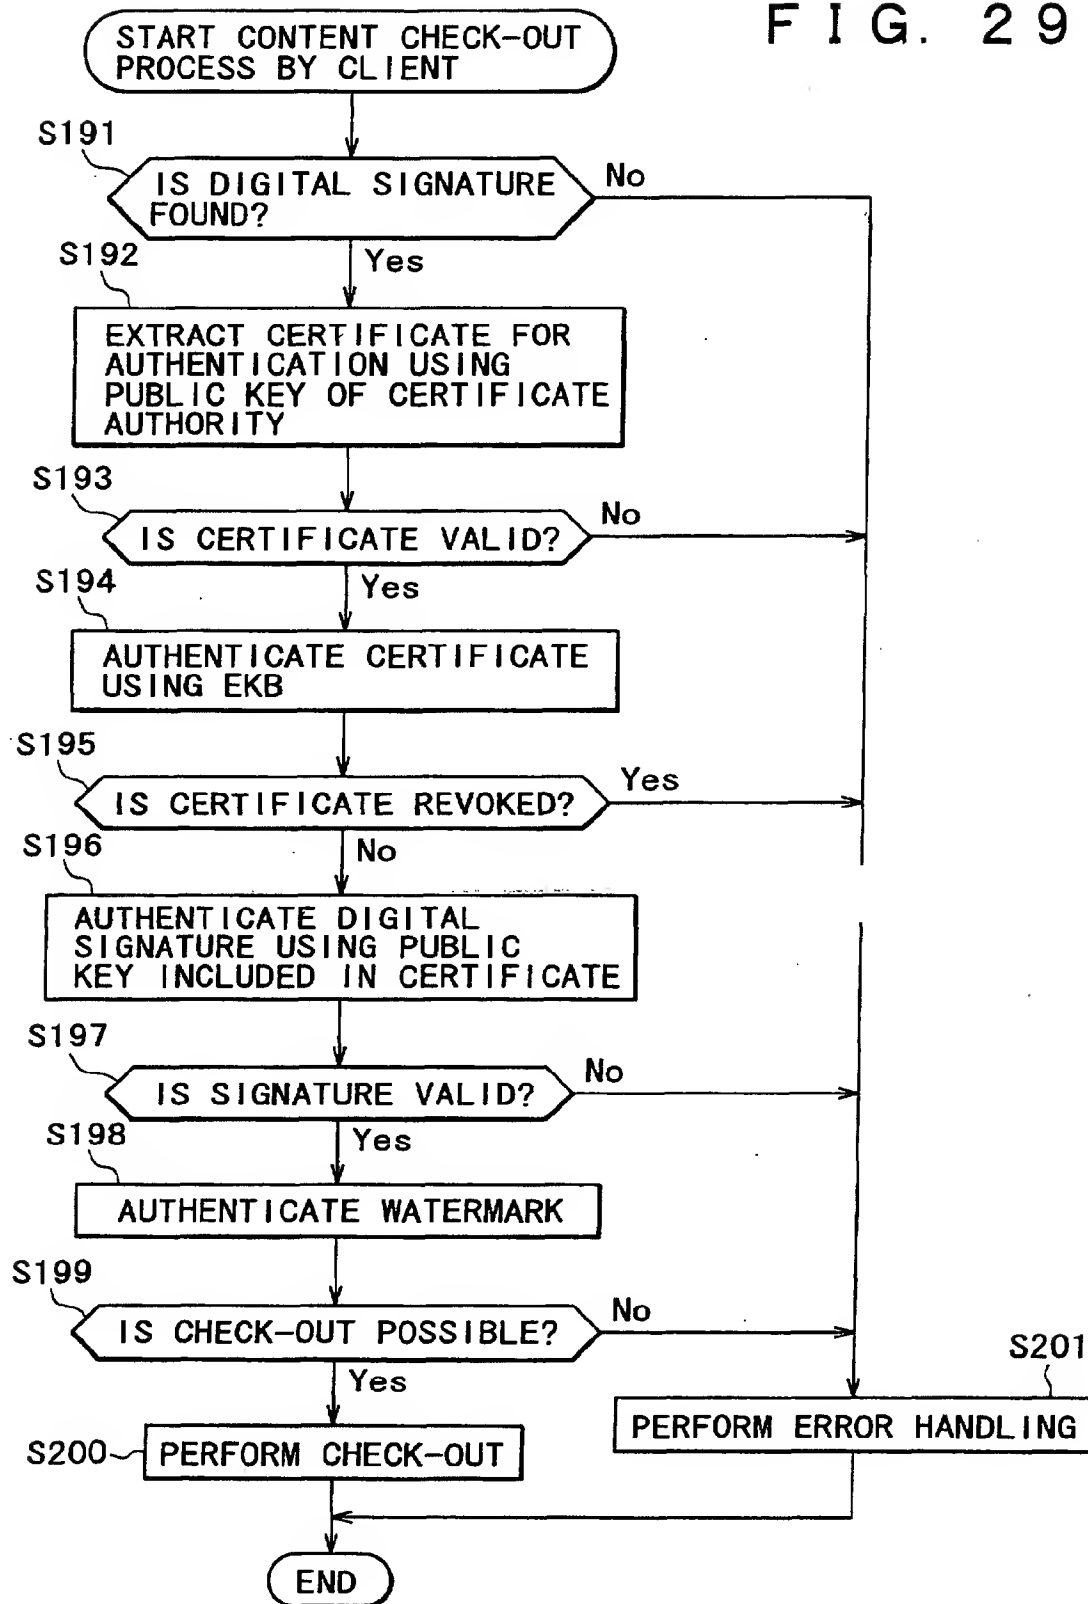 FIG. 29
START CONTENT CHECK-OUT
PROCESS BY CLIENT
S191
IS DIGITAL SIGNATURE
FOUND?
No
Yes
S192
EXTRACT CERTIFICATE FOR
AUTHENTICATION USING
PUBLIC KEY OF CERTIFICATE
AUTHORITY
S193
IS CERTIFICATE VALID?
No
Yes
S194
AUTHENTICATE CERTIFICATE
USING EKB
S195
IS CERTIFICATE REVOKED?
Yes
No
S196
AUTHENTICATE DIGITAL
SIGNATURE USING PUBLIC
KEY INCLUDED IN CERTIFICATE
S197
IS SIGNATURE VALID?
No
Yes
S198
AUTHENTICATE WATERMARK
S199
IS CHECK-OUT POSSIBLE?
No
Yes
S200
PERFORM CHECK-OUT
S201
PERFORM ERROR HANDLING
END